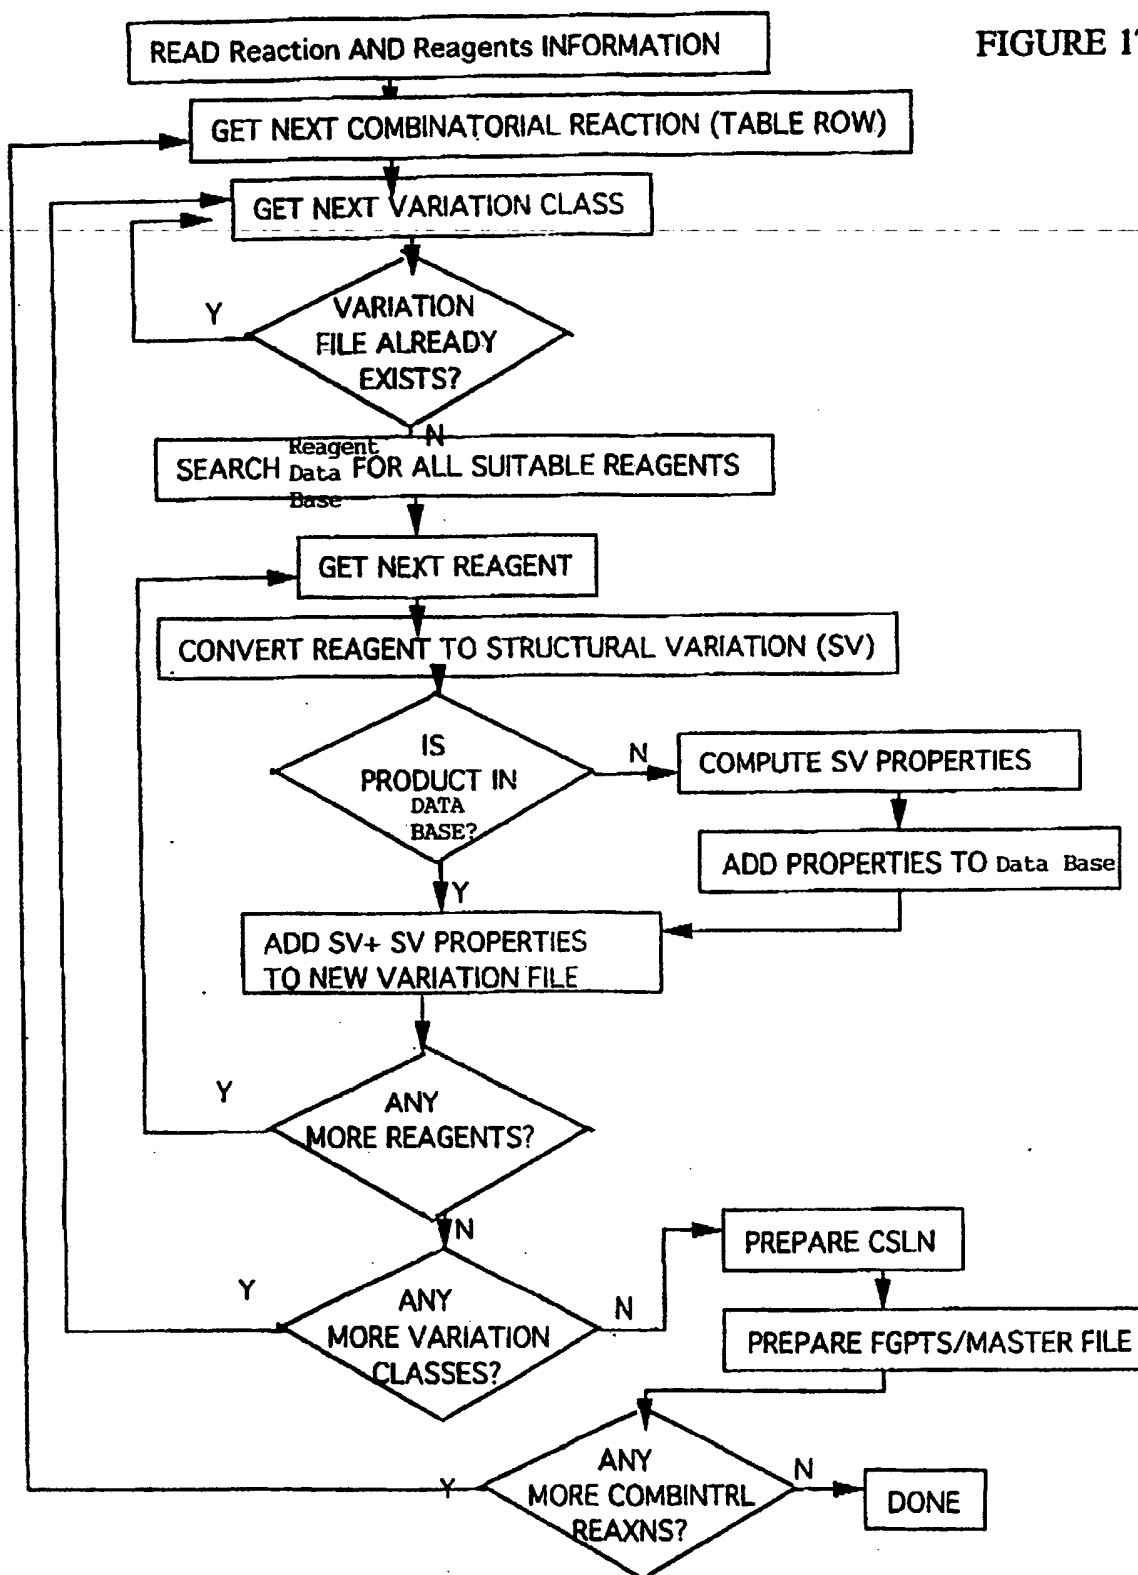 FIGURE 1
READ Reaction AND Reagents INFORMATION
GET NEXT COMBINATORIAL REACTION (TABLE ROW)
GET NEXT VARIATION CLASS
Y
VARIATION
FILE ALREADY
EXISTS?
N
SEARCH Reagent Data Base FOR ALL SUITABLE REAGENTS
GET NEXT REAGENT
CONVERT REAGENT TO STRUCTURAL VARIATION (SV)
IS
PRODUCT IN
DATA
BASE?
N
COMPUTE SV PROPERTIES
ADD PROPERTIES TO Data Base
Y
ADD SV+ SV PROPERTIES
TO NEW VARIATION FILE
Y
ANY
MORE REAGENTS?
N
Y
ANY
MORE VARIATION
CLASSES?
N
PREPARE CSLN
PREPARE FGPTS/MASTER FILE
Y
ANY
MORE COMBINTRL
REAXNS?
N
DONE